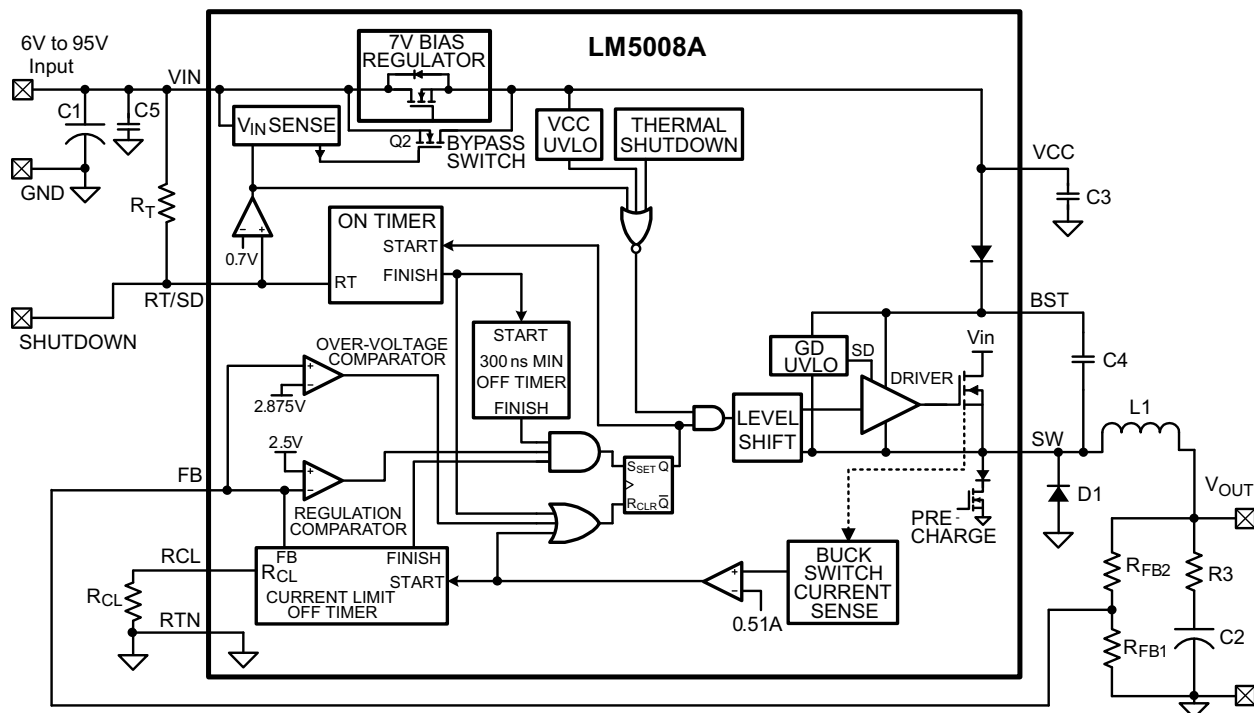 LM5008A
6V to 95V
Input
VIN
C1
C5
GND
RT
RT/SD
SHUTDOWN
7V BIAS
REGULATOR
VIN SENSE
Q2
BYPASS
SWITCH
VCC
UVLO
THERMAL
SHUTDOWN
VCC
C3
0.7V
ON TIMER
START
RT
FINISH
START
300 ns MIN
OFF TIMER
FINISH
OVER-VOLTAGE
COMPARATOR
2.875V
2.5V
FB
REGULATION
COMPARATOR
SSET Q
RCLR Q̅
LEVEL
SHIFT
GD
UVLO
SD
DRIVER
Vin
BST
C4
SW
L1
D1
PRE-
CHARGE
VOUT
RFB2
R3
RFB1
C2
RCL
RCL
RTN
FB
RCL
FINISH
START
CURRENT LIMIT
OFF TIMER
0.51A
BUCK
SWITCH
CURRENT
SENSE